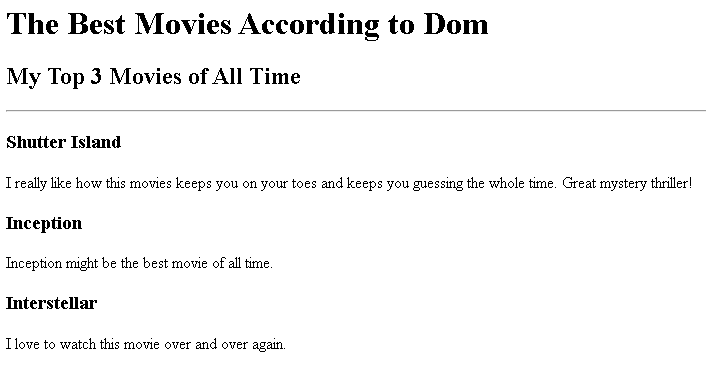 The Best Movies According to Dom
My Top 3 Movies of All Time
Shutter Island
I really like how this movies keeps you on your toes and keeps you guessing the whole time. Great mystery thriller!
Inception
Inception might be the best movie of all time.
Interstellar
I love to watch this movie over and over again.